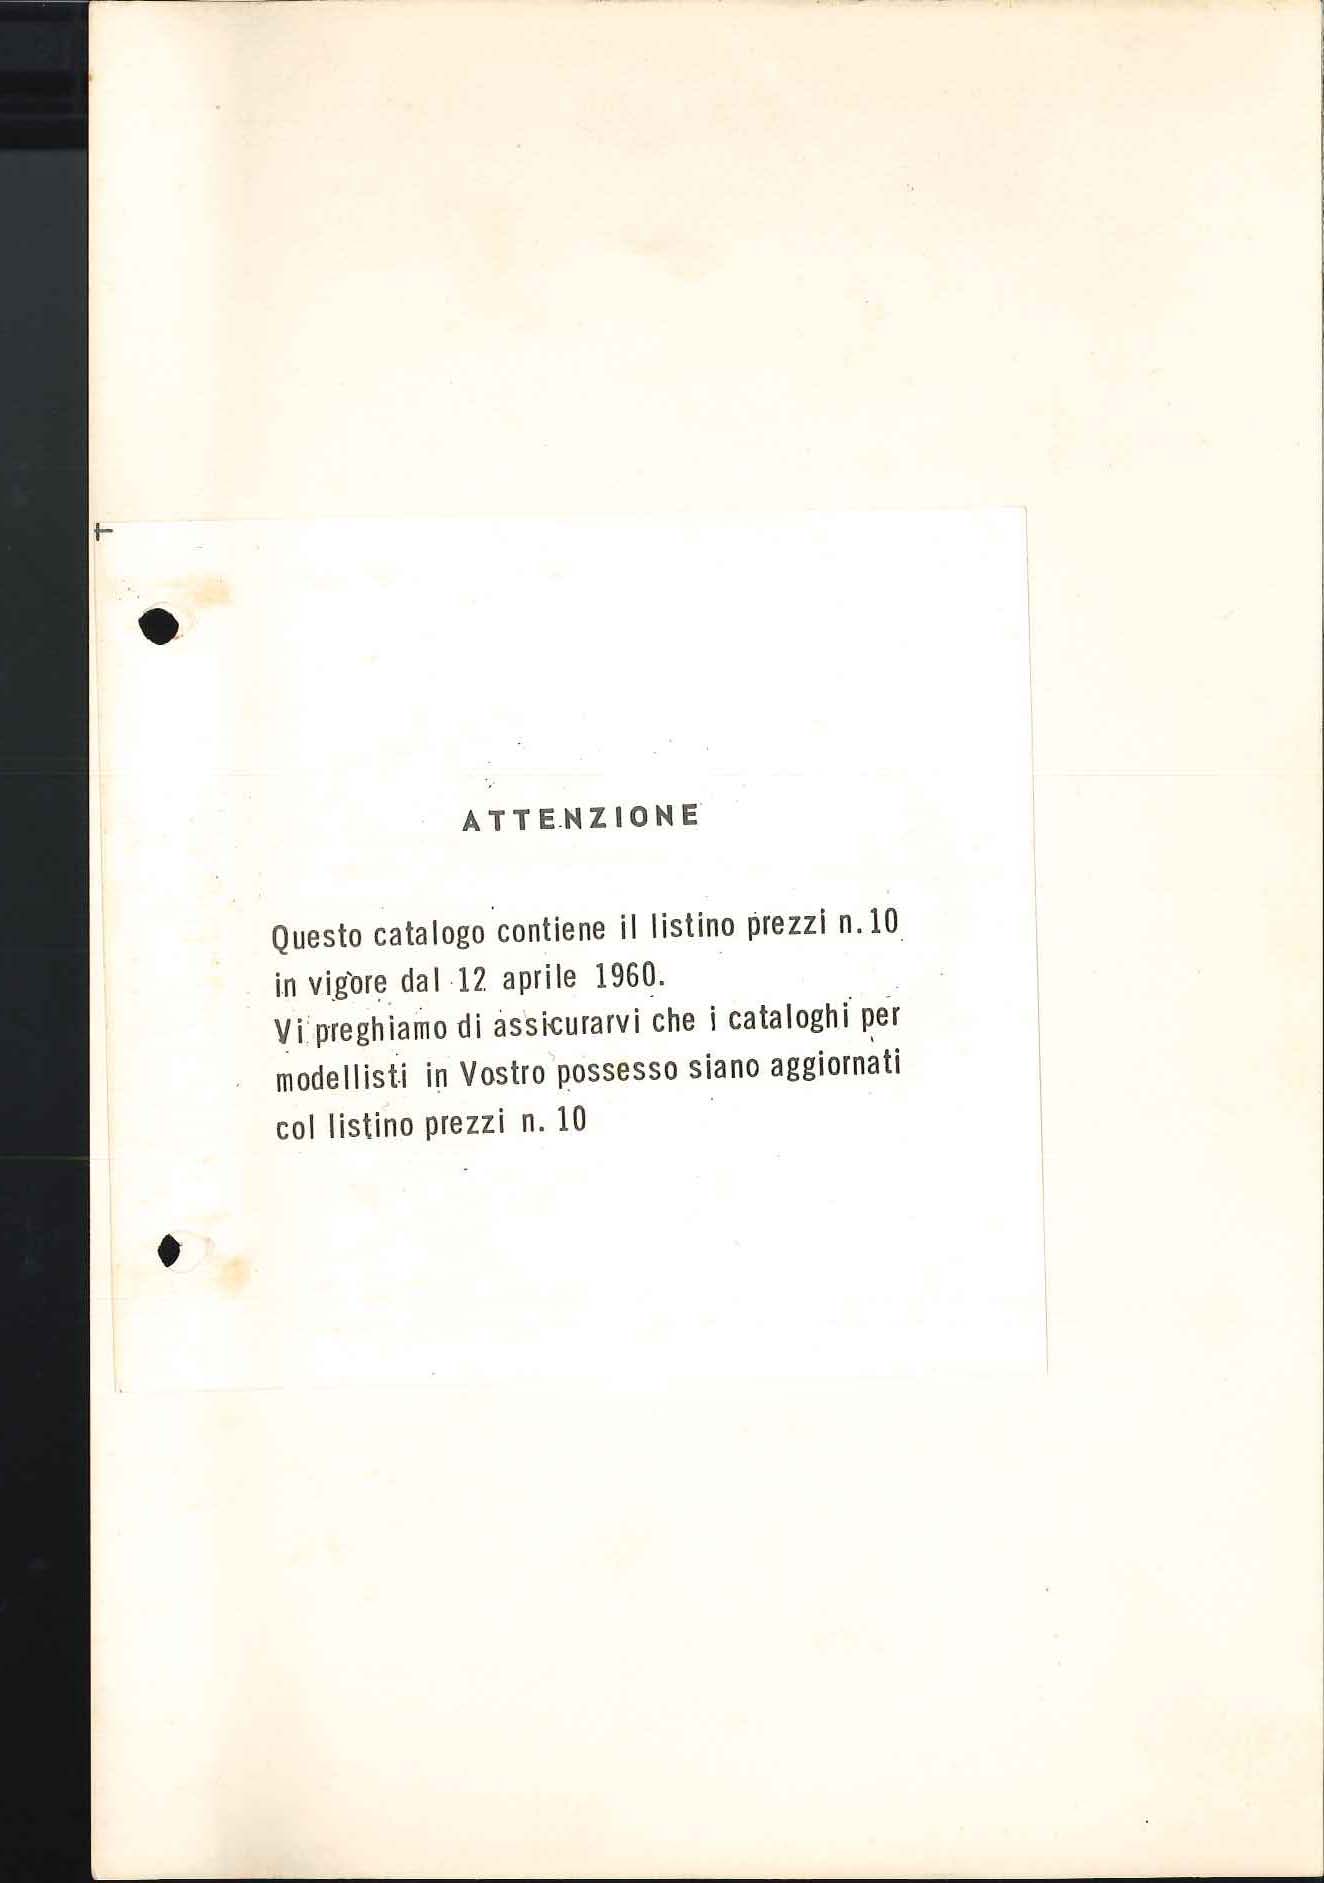 ATTENZIONE
Questo catalogo contiene il listino prezzi n. 10
in vigore dal 12 aprile 1960.
Vi preghiamo di assicurarvi che i cataloghi per
modellisti in Vostro possesso siano aggiornati
col listino prezzi n. 10